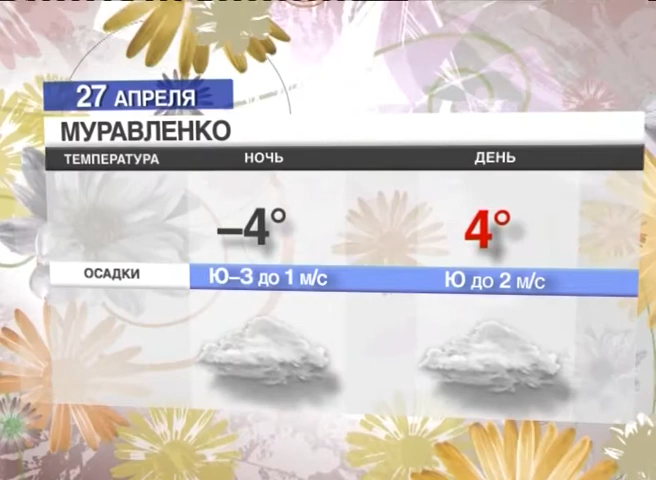 27 АПРЕЛЯ
МУРАВЛЕНКО
ТЕМПЕРАТУРА НОЧЬ ДЕНЬ
–4° 4°
ОСАДКИ Ю–З до 1 м/с Ю до 2 м/с